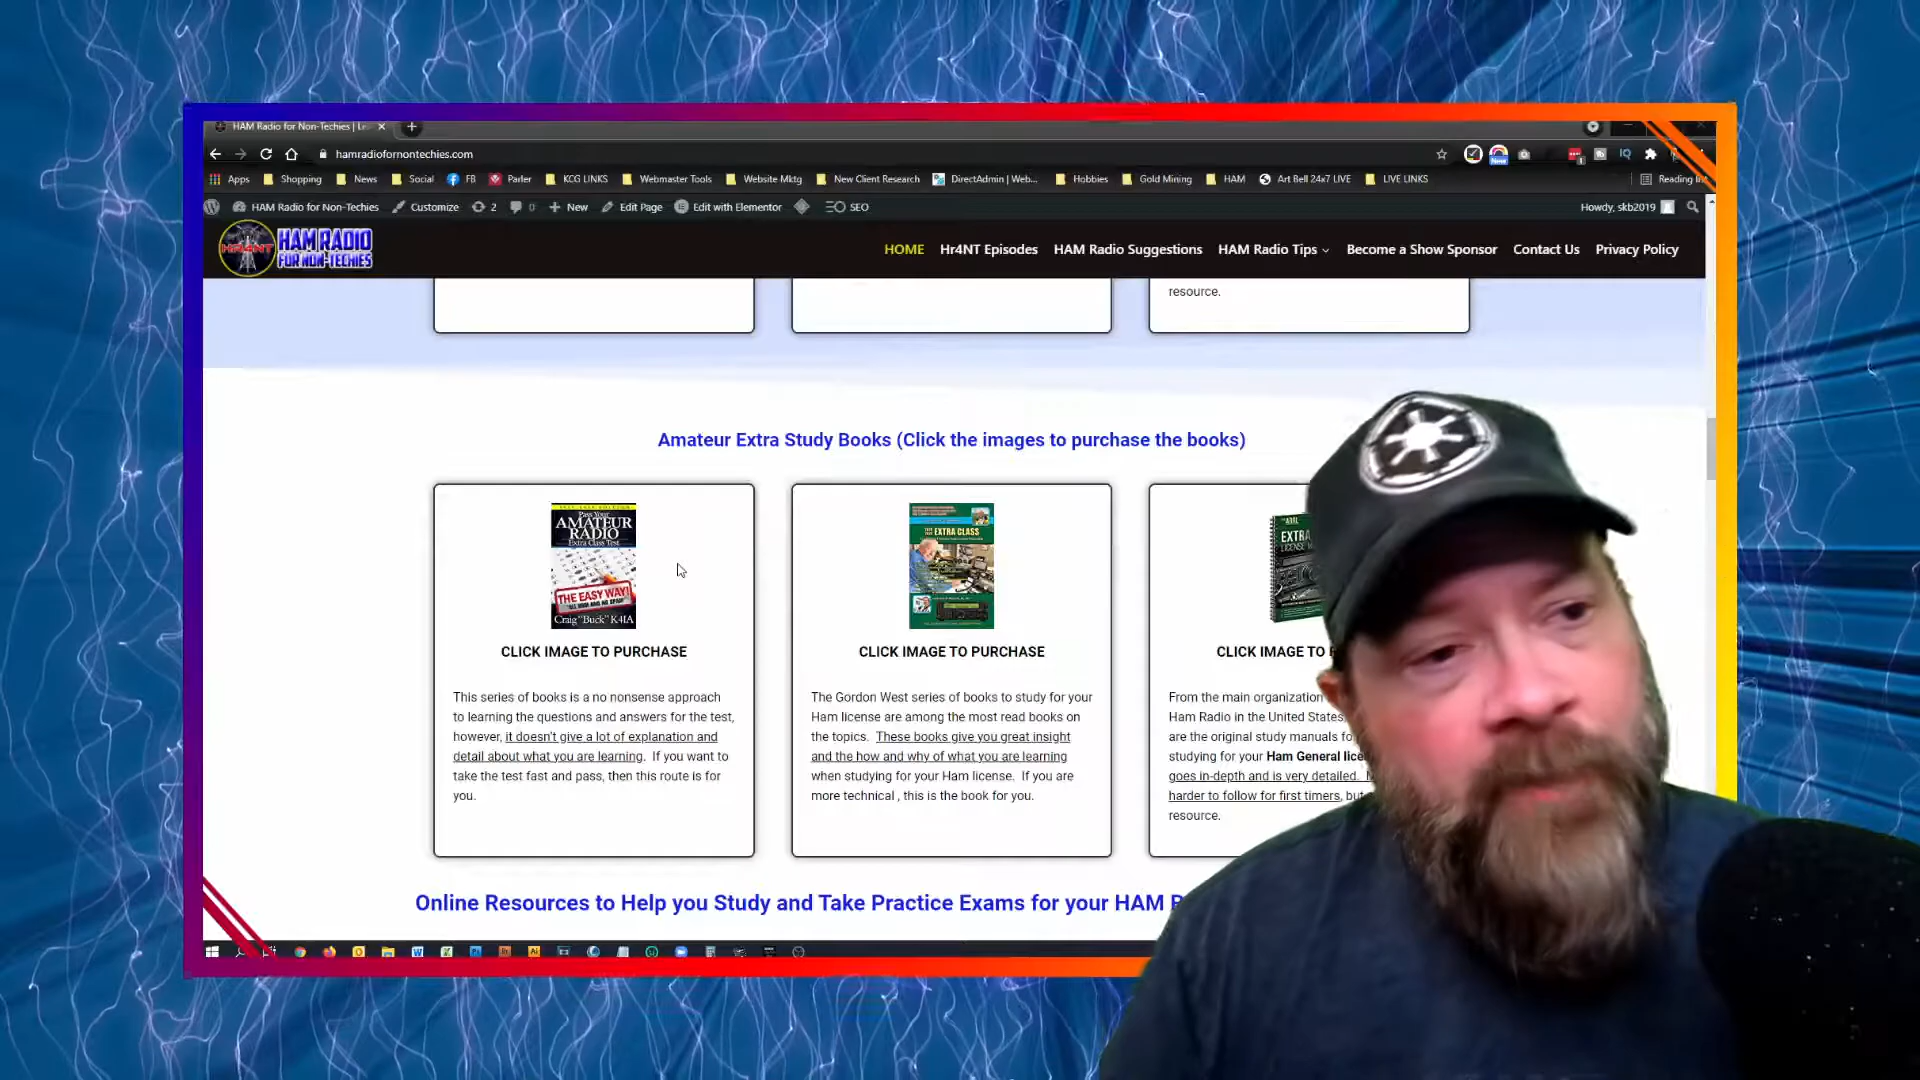 HAM Radio for Non-Techies | L
hamradiofornontechies.com
New
Apps Shopping News Social FB Parler KCG LINKS Webmaster Tools Website Mktg New Client Research DirectAdmin | Web... Hobbies Gold Mining HAM Art Bell 24x7 LIVE LIVE LINKS Reading
HAM Radio for Non-Techies Customize 2 0 New Edit Page Edit with Elementor SEO Howdy, skb2019
HR4NT HAM RADIO
FOR NON-TECHIES
HOME Hr4NT Episodes HAM Radio Suggestions HAM Radio Tips Become a Show Sponsor Contact Us Privacy Policy
resource.
Amateur Extra Study Books (Click the images to purchase the books)
Pass Your
AMATEUR
RADIO
Extra Class Test
THE EASY WAY!
Craig "Buck" K4IA
EXTRA CLASS
EXTRA
CLICK IMAGE TO PURCHASE
This series of books is a no nonsense approach
to learning the questions and answers for the test,
however, it doesn't give a lot of explanation and
detail about what you are learning. If you want to
take the test fast and pass, then this route is for
you.
CLICK IMAGE TO PURCHASE
The Gordon West series of books to study for your
Ham license are among the most read books on
the topics. These books give you great insight
and the how and why of what you are learning
when studying for your Ham license. If you are
more technical , this is the book for you.
CLICK IMAGE TO
From the main organization
Ham Radio in the United States,
are the original study manuals
studying for your Ham General
goes in-depth and is very detailed.
harder to follow for first timers, but
resource.
Online Resources to Help you Study and Take Practice Exams for your HAM